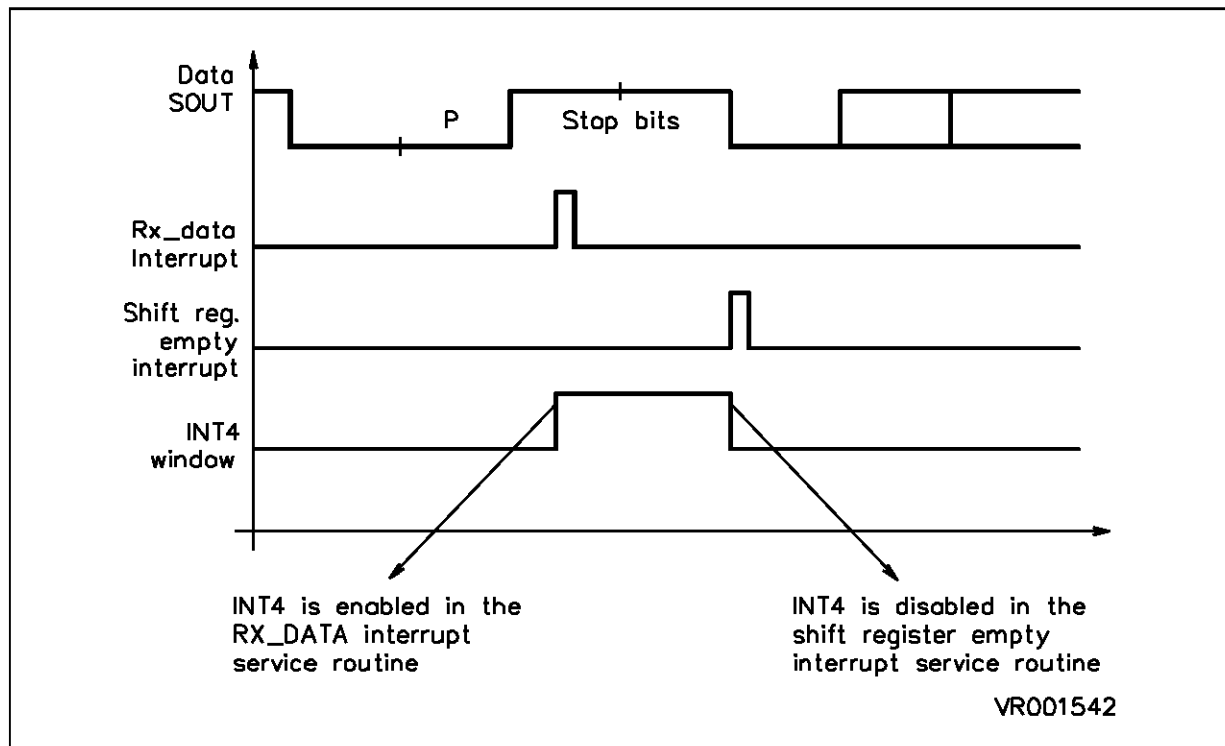 Data
SOUT
P
Stop bits
Rx_data
Interrupt
Shift reg.
empty
interrupt
INT4
window
INT4 is enabled in the
RX_DATA interrupt
service routine
INT4 is disabled in the
shift register empty
interrupt service routine
VR001542